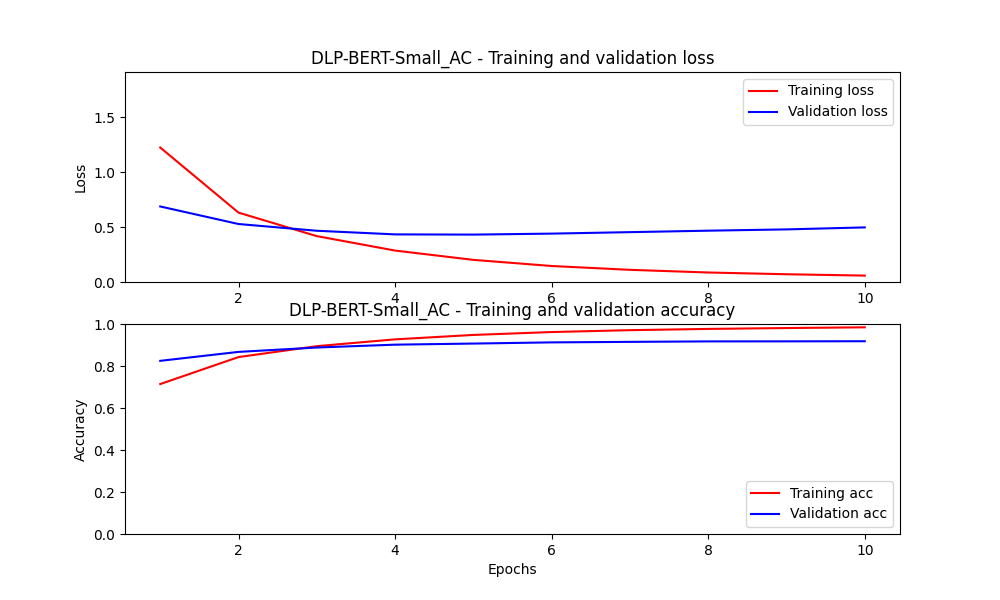 DLP-BERT-Small_AC - Training and validation loss
Training loss
Validation loss
Loss
1.5
1.0
0.5
0.0
2 4 6 8 10
DLP-BERT-Small_AC - Training and validation accuracy
1.0
0.8
0.6
0.4
0.2
0.0
Accuracy
Training acc
Validation acc
2 4 6 8 10
Epochs